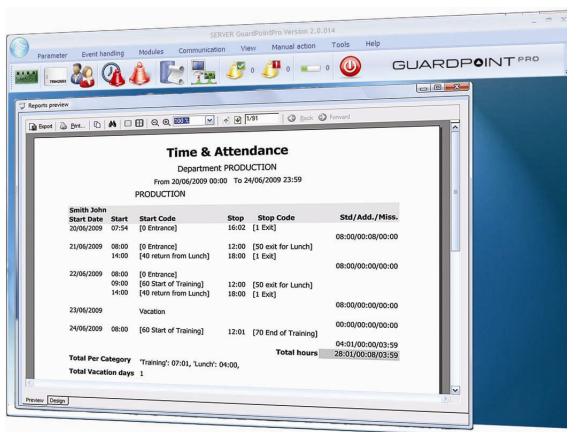 SERVER GuardPointPro Version 2.0.014
Parameter Event handling Modules Communication View Manual action Tools Help
0 0 0
GUARDPOINT PRO
Reports preview
Export Print... 100 % 1/91 Back Forward
Time & Attendance
Department PRODUCTION
From 20/06/2009 00:00 To 24/06/2009 23:59
PRODUCTION
Smith John
Start Date Start Start Code Stop Stop Code Std/Add./Miss.
20/06/2009 07:54 [0 Entrance] 16:02 [1 Exit]
08:00/00:08/00:00
21/06/2009 08:00 [0 Entrance] 12:00 [50 exit for Lunch]
14:00 [40 return from Lunch] 18:00 [1 Exit]
08:00/00:00/00:00
22/06/2009 08:00 [0 Entrance]
09:00 [60 Start of Training] 12:00 [50 exit for Lunch]
14:00 [40 return from Lunch] 18:00 [1 Exit]
08:00/00:00/00:00
23/06/2009 Vacation
00:00/00:00/00:00
24/06/2009 08:00 [60 Start of Training] 12:01 [70 End of Training]
04:01/00:00/03:59
Total hours 28:01/00:08/03:59
Total Per Category 'Training': 07:01, 'Lunch': 04:00,
Total Vacation days 1
Preview Design